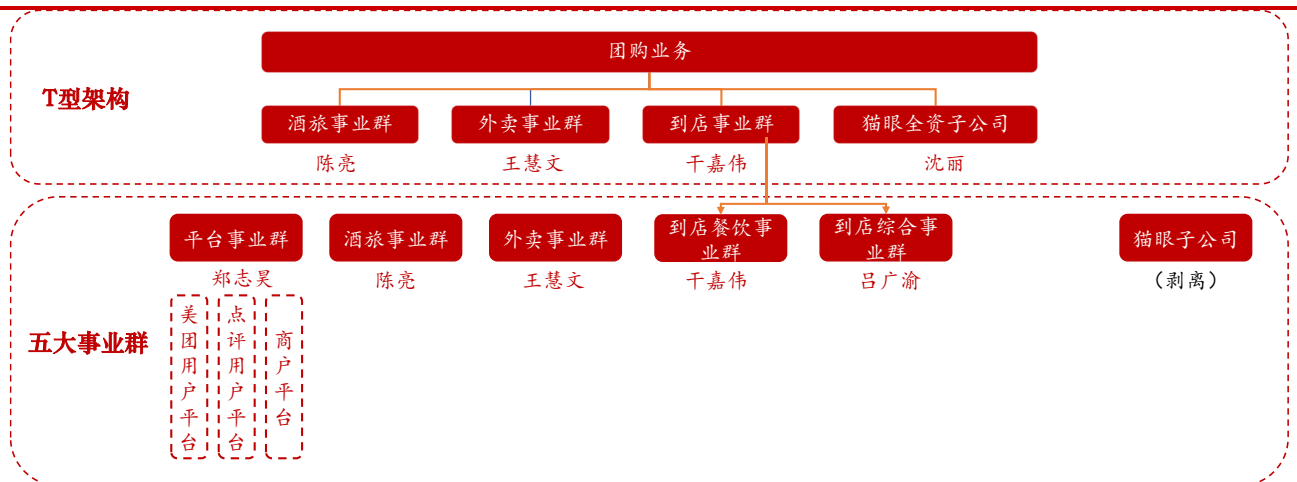 团购业务
T型架构
酒旅事业群
外卖事业群
到店事业群
猫眼全资子公司
陈亮
王慧文
干嘉伟
沈丽
平台事业群
酒旅事业群
外卖事业群
到店餐饮事
业群
到店综合事
业群
猫眼子公司
郑志昊
陈亮
王慧文
干嘉伟
吕广渝
（剥离）
五大事业群
美团用户平台
点评用户平台
商户平台